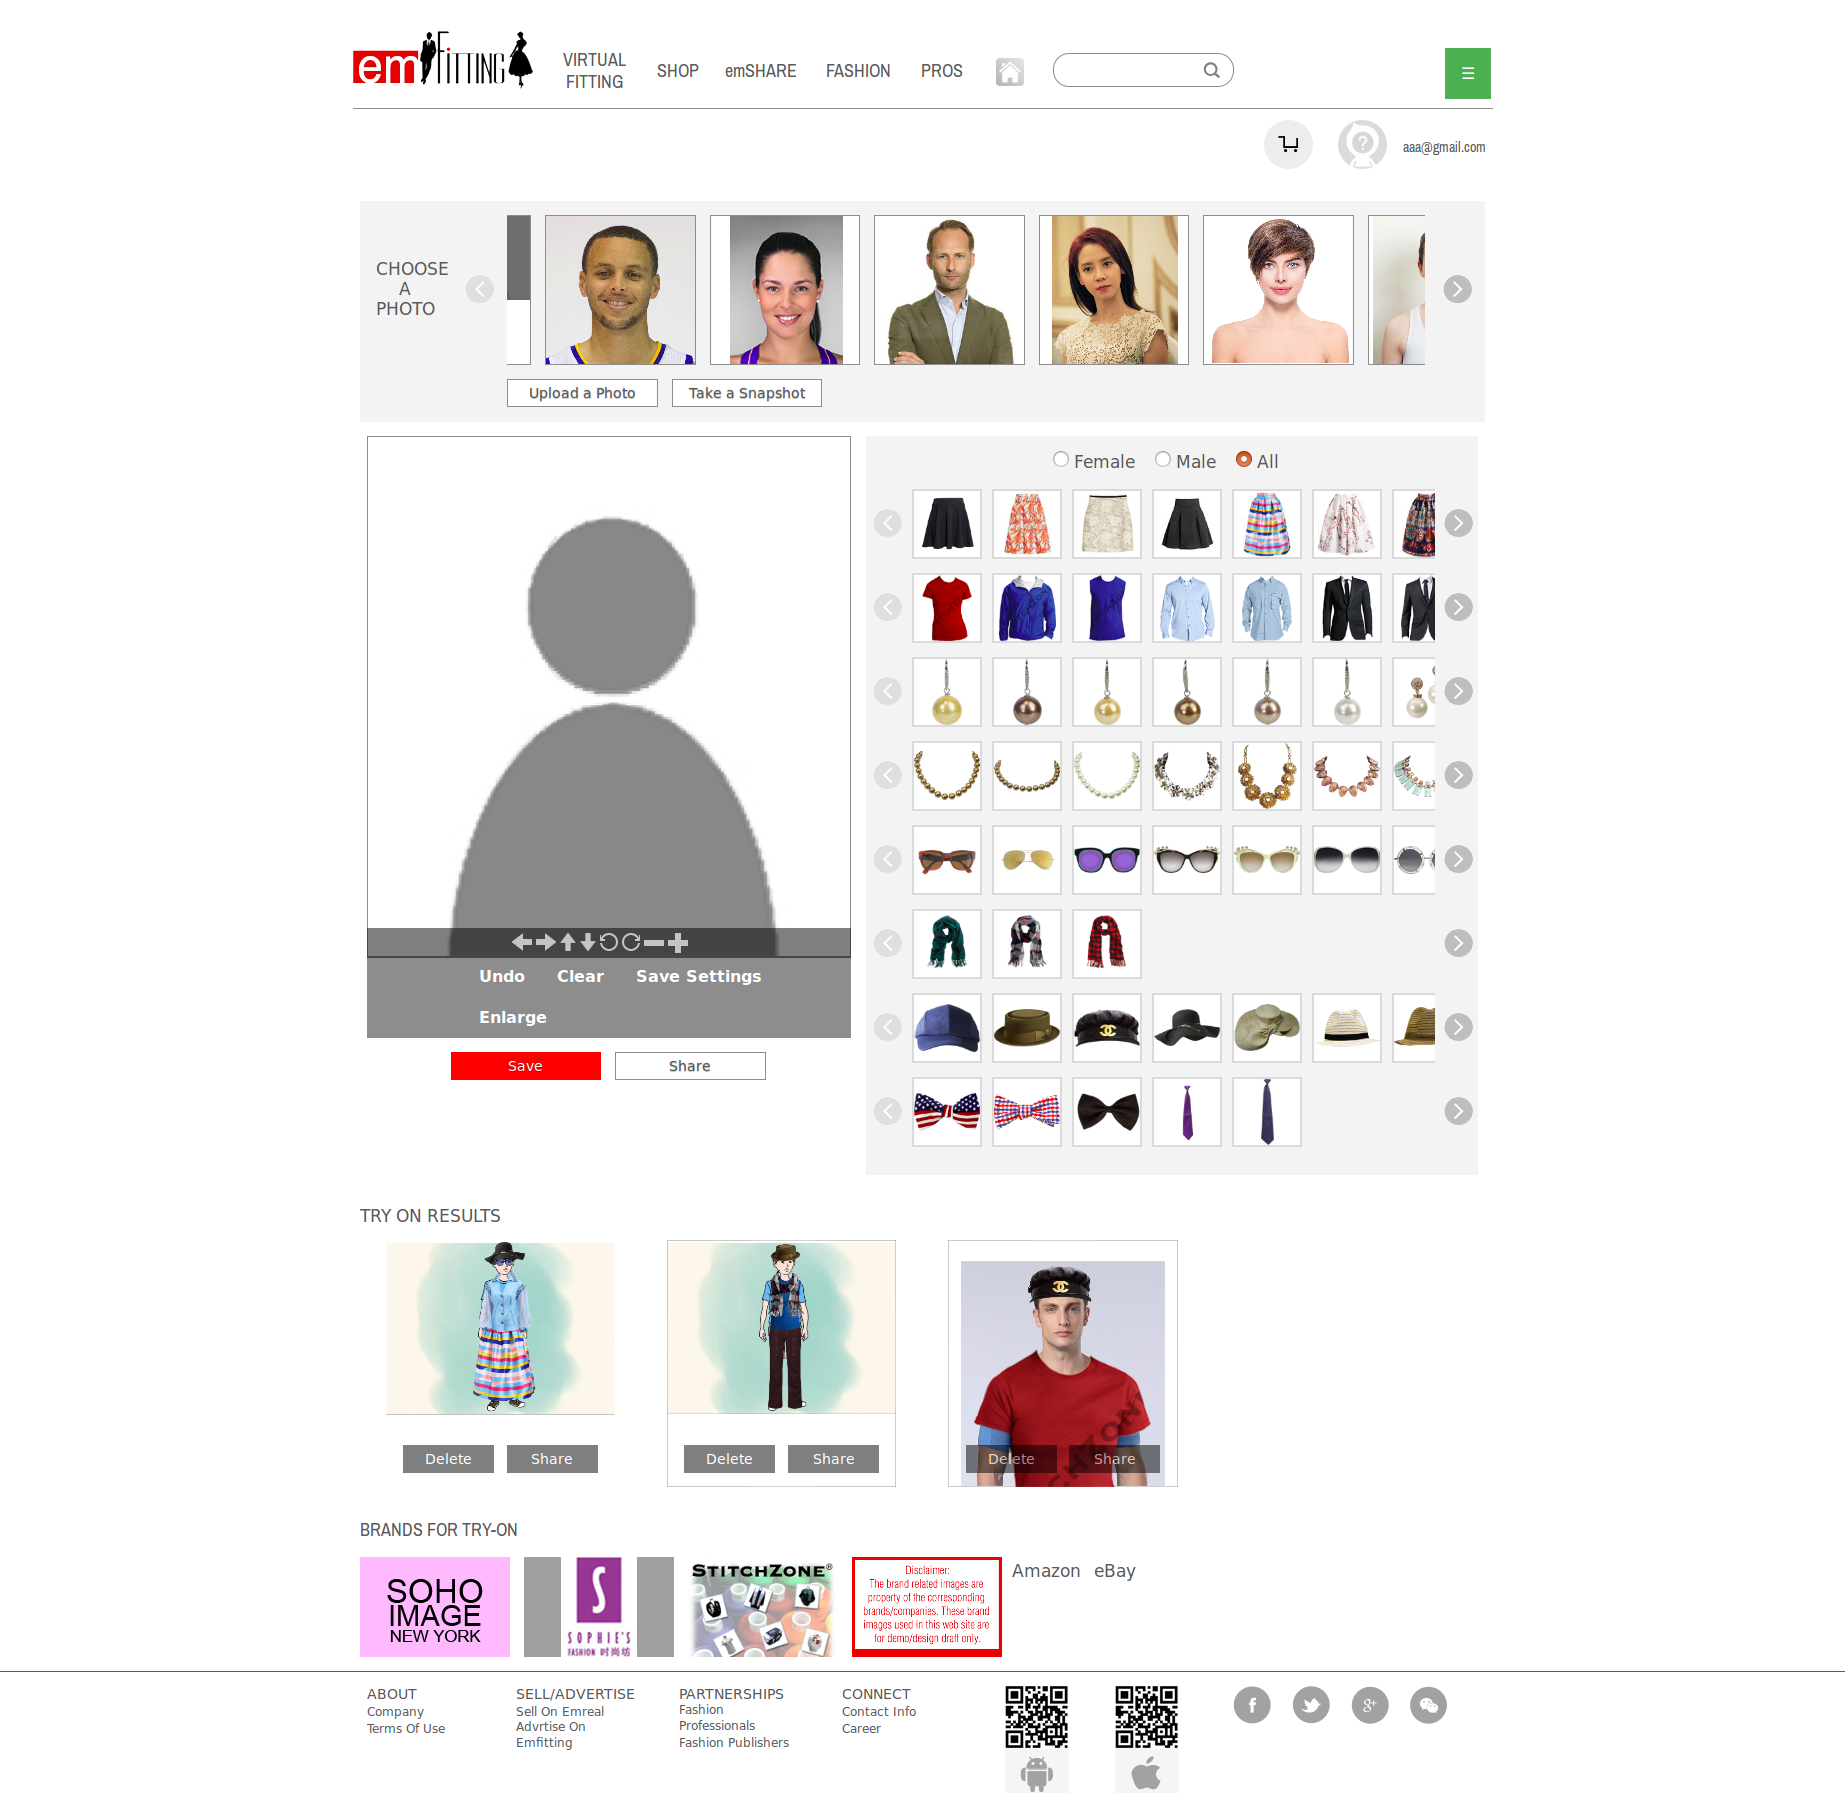 em FITTING
VIRTUAL
FITTING
SHOP
emSHARE
FASHION
PROS
aaa@gmail.com
CHOOSE
A
PHOTO
Upload a Photo
Take a Snapshot
Female
Male
All
Undo
Clear
Save Settings
Enlarge
Save
Share
TRY ON RESULTS
Delete
Share
Delete
Share
Delete
Share
BRANDS FOR TRY-ON
SOHO
IMAGE
NEW YORK
S
SOPHIE'S
FASHION 时尚坊
STITCHZONE®
Disclaimer:
The brand related images are
property of the corresponding
brands/companies. These brand
images used in this web site are
for demo/design draft only.
Amazon
eBay
ABOUT
Company
Terms Of Use
SELL/ADVERTISE
Sell On Emreal
Advrtise On
Emfitting
PARTNERSHIPS
Fashion
Professionals
Fashion Publishers
CONNECT
Contact Info
Career